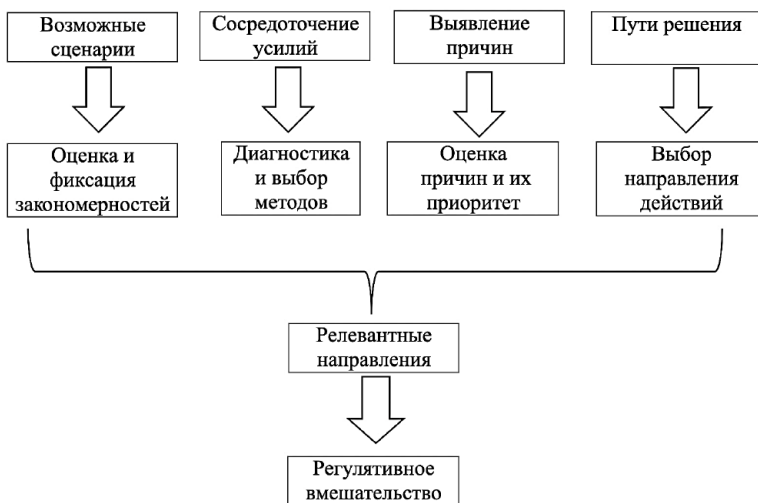 Возможные
сценарии
Сосредоточение
усилий
Выявление
причин
Пути решения
Оценка и
фиксация
закономерностей
Диагностика
и выбор
методов
Оценка
причин и их
приоритет
Выбор
направления
действий
Релевантные
направления
Регулятивное
вмешательство